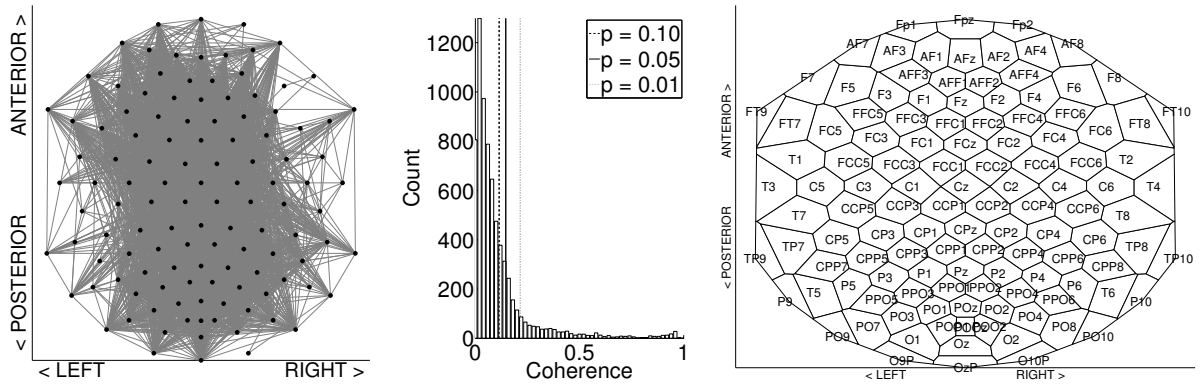 ANTERIOR >
< POSTERIOR
< LEFT
RIGHT >
1200
1000
800
600
400
200
0
Count
0
0.5
1
Coherence
p = 0.10
p = 0.05
p = 0.01
ANTERIOR >
< POSTERIOR
< LEFT
RIGHT >
Fp1 Fpz Fp2
AF7 AF3 AF1 AFz AF2 AF4 AF8
F7 AFF3 AFF1 AFF2 AFF4 F8
F5 F3 F1 Fz F2 F4 F6
FT9 FT7 FFC5 FFC3 FFC1 FFC2 FFC4 FFC6 FT8 FT10
FC5 FC3 FC1 FCz FC2 FC4 FC6
T1 FCC5 FCC3 FCC1 FCC2 FCC4 FCC6 T2
T3 C5 C3 C1 Cz C2 C4 C6 T4
T7 CCP5 CCP3 CCP1 CCP2 CCP4 CCP6 T8
TP7 CP5 CP3 CP1 CPz CP2 CP4 CP6 TP8
TP9 CPP7 CPP5 CPP3 CPP1 CPP2 CPP4 CPP6 CPP8 TP10
T5 P5 P3 P1 Pz P2 P4 P6 T6
P9 PPO5 PPO3 PPO1 PPO2 PPO4 PPO6 P10
PO9 PO7 PO3 PO1 POz PO2 PO4 PO8 PO10
O1 Oz O2
O9P OzP O10P